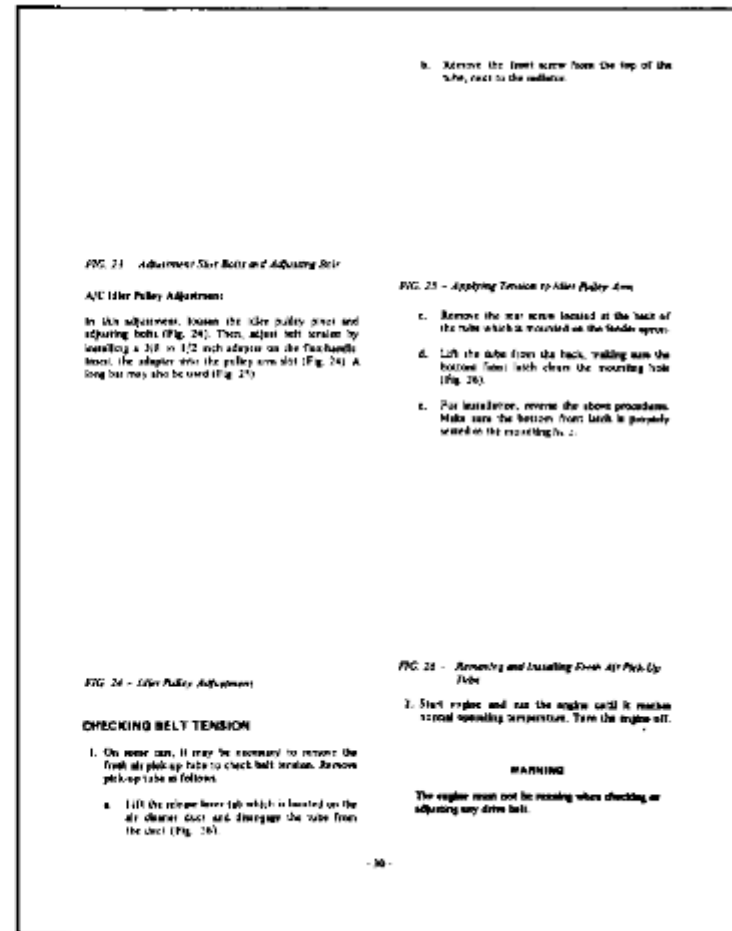 FIG. 23 Adjustment Slot Bolts and Adjusting Bolt
A/C Idler Pulley Adjustment
In this adjustment, loosen the idler pulley pivot and
adjusting bolts (Fig. 24). Then, adjust belt tension by
installing a 3/8 to 1/2 inch adapter on the flex handle.
Insert the adapter into the pulley arm slot (Fig. 24). A
long bar may also be used (Fig. 25)
FIG. 24 - Idler Pulley Adjustment
CHECKING BELT TENSION
1. On some cars, it may be necessary to remove the
fresh air pick-up tube to check belt tension. Remove
pick-up tube as follows
a. Lift the release lever tab which is located on the
air cleaner duct and disengage the tube from
the duct (Fig. 26).
b. Remove the front screw from the top of the
tube, next to the radiator.
FIG. 25 - Applying Tension to Idler Pulley Arm
c. Remove the rear screw located at the back of
the tube which is mounted on the fender apron
d. Lift the tube from the back, making sure the
bottom front latch clears the mounting hole
(Fig. 26).
e. For installation, reverse the above procedures.
Make sure the bottom front latch is properly
seated in the mounting
FIG. 26 - Removing and Installing Fresh Air Pick-Up
Tube
2. Start engine and run the engine until it reaches
normal operating temperature. Turn the engine off.
WARNING
The engine must not be running when checking or
adjusting any drive belt.